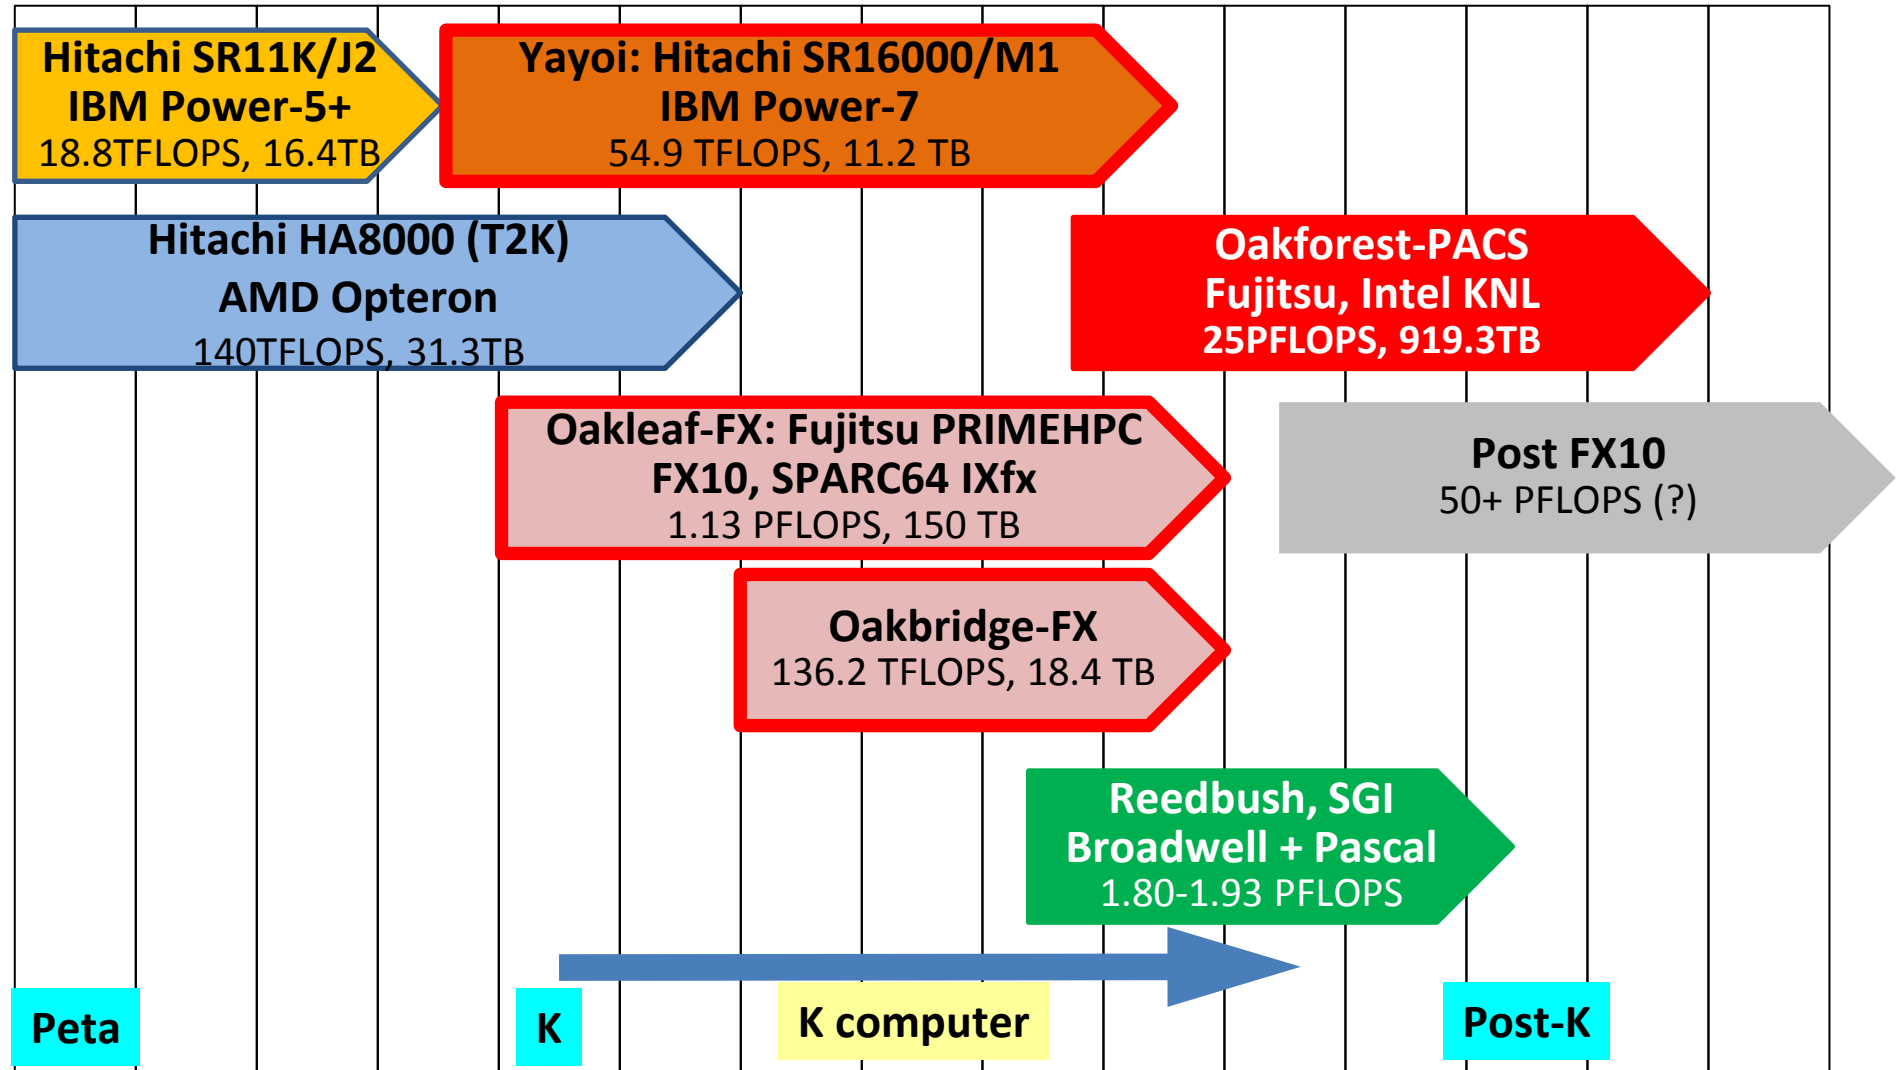 Hitachi SR11K/J2
IBM Power-5+
18.8TFLOPS, 16.4TB
Yayoi: Hitachi SR16000/M1
IBM Power-7
54.9 TFLOPS, 11.2 TB
Hitachi HA8000 (T2K)
AMD Opteron
140TFLOPS, 31.3TB
Oakforest-PACS
Fujitsu, Intel KNL
25PFLOPS, 919.3TB
Oakleaf-FX: Fujitsu PRIMEHPC
FX10, SPARC64 IXfx
1.13 PFLOPS, 150 TB
Post FX10
50+ PFLOPS (?)
Oakbridge-FX
136.2 TFLOPS, 18.4 TB
Reedbush, SGI
Broadwell + Pascal
1.80-1.93 PFLOPS
Peta
K
K computer
Post-K